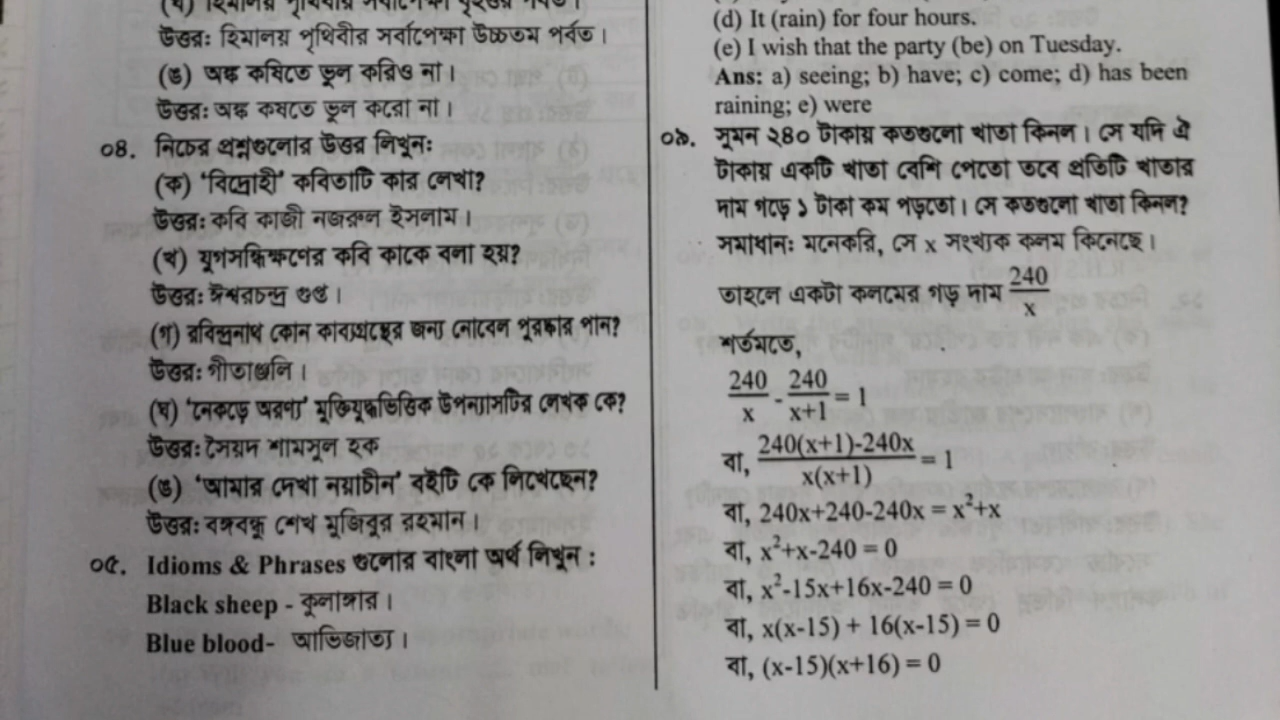 (ঘ) হিমালয় পৃথিবীর সর্বাপেক্ষা বৃহত্তর পর্বত।
উত্তর: হিমালয় পৃথিবীর সর্বাপেক্ষা উচ্চতম পর্বত।
(ঙ) অঙ্ক কষিতে ভুল করিও না।
উত্তর: অঙ্ক কষতে ভুল করো না।
০৪. নিচের প্রশ্নগুলোর উত্তর লিখুন:
(ক) ‘বিদ্রোহী’ কবিতাটি কার লেখা?
উত্তর: কবি কাজী নজরুল ইসলাম।
(খ) যুগসন্ধিক্ষণের কবি কাকে বলা হয়?
উত্তর: ঈশ্বরচন্দ্র গুপ্ত।
(গ) রবিন্দ্রনাথ কোন কাব্যগ্রন্থের জন্য নোবেল পুরষ্কার পান?
উত্তর: গীতাঞ্জলি।
(ঘ) ‘নেকড়ে অরণ্য’ মুক্তিযুদ্ধভিত্তিক উপন্যাসটির লেখক কে?
উত্তর: সৈয়দ শামসুল হক
(ঙ) ‘আমার দেখা নয়াচীন’ বইটি কে লিখেছেন?
উত্তর: বঙ্গবন্ধু শেখ মুজিবুর রহমান।
০৫. Idioms & Phrases গুলোর বাংলা অর্থ লিখুন :
Black sheep - কুলাঙ্গার।
Blue blood- আভিজাত্য।
(d) It (rain) for four hours.
(e) I wish that the party (be) on Tuesday.
Ans: a) seeing; b) have; c) come; d) has been
raining; e) were
০৯. সুমন ২৪০ টাকায় কতগুলো খাতা কিনল। সে যদি ঐ
টাকায় একটি খাতা বেশি পেতো তবে প্রতিটি খাতার
দাম গড়ে ১ টাকা কম পড়তো। সে কতগুলো খাতা কিনল?
সমাধান: মনেকরি, সে x সংখ্যক কলম কিনেছে।
তাহলে একটা কলমের গড় দাম 240/x
শর্তমতে,
240/x - 240/x+1 = 1
বা, 240(x+1)-240x / x(x+1) = 1
বা, 240x+240-240x = x²+x
বা, x²+x-240 = 0
বা, x²-15x+16x-240 = 0
বা, x(x-15) + 16(x-15) = 0
বা, (x-15)(x+16) = 0